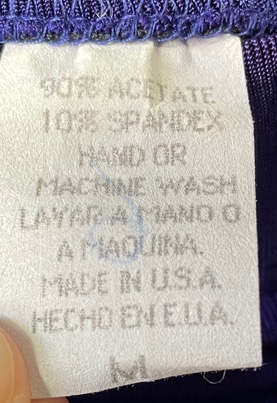 90% ACETATE
10% SPANDEX
HAND OR
MACHINE WASH
LAVAR A MANO O
A MAQUINA.
MADE IN U.S.A.
HECHO EN E.U.A.
M